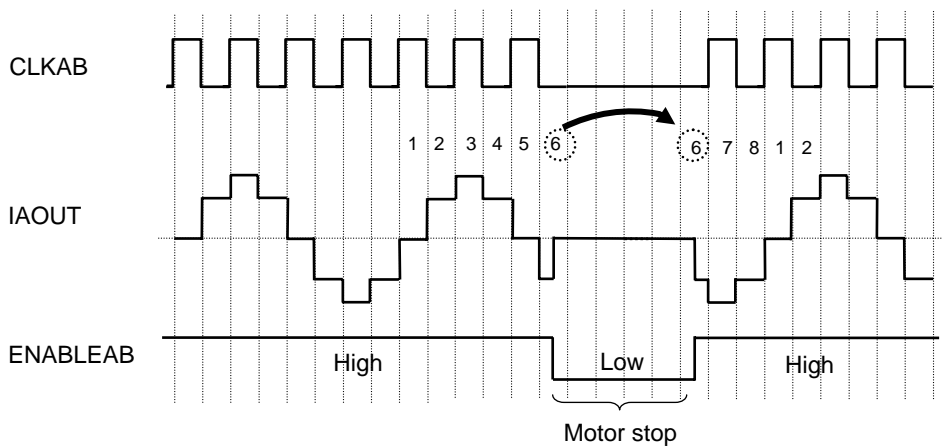 CLKAB
1 2 3 4 5 6 6 7 8 1 2
IAOUT
ENABLEAB
High Low High
Motor stop